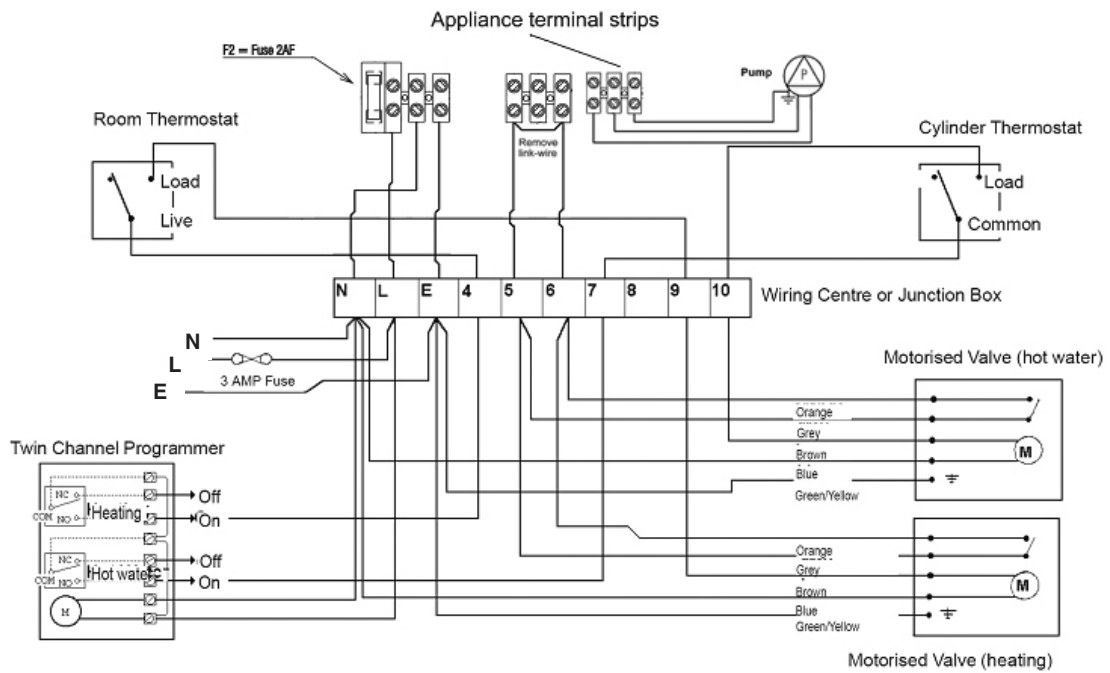 Appliance terminal strips
F2 = Fuse 2AF
Pump
P
Room Thermostat
Cylinder Thermostat
Remove
link-wire
Load
Live
Load
Common
N L E 4 5 6 7 8 9 10
Wiring Centre or Junction Box
N
L
3 AMP Fuse
E
Motorised Valve (hot water)
Orange
Grey
Brown
Blue
Green/Yellow
M
Twin Channel Programmer
NC
COM NO
Heating
Off
On
NC
COM NO
Hot water
Off
On
M
Orange
Grey
Brown
Blue
Green/Yellow
M
Motorised Valve (heating)